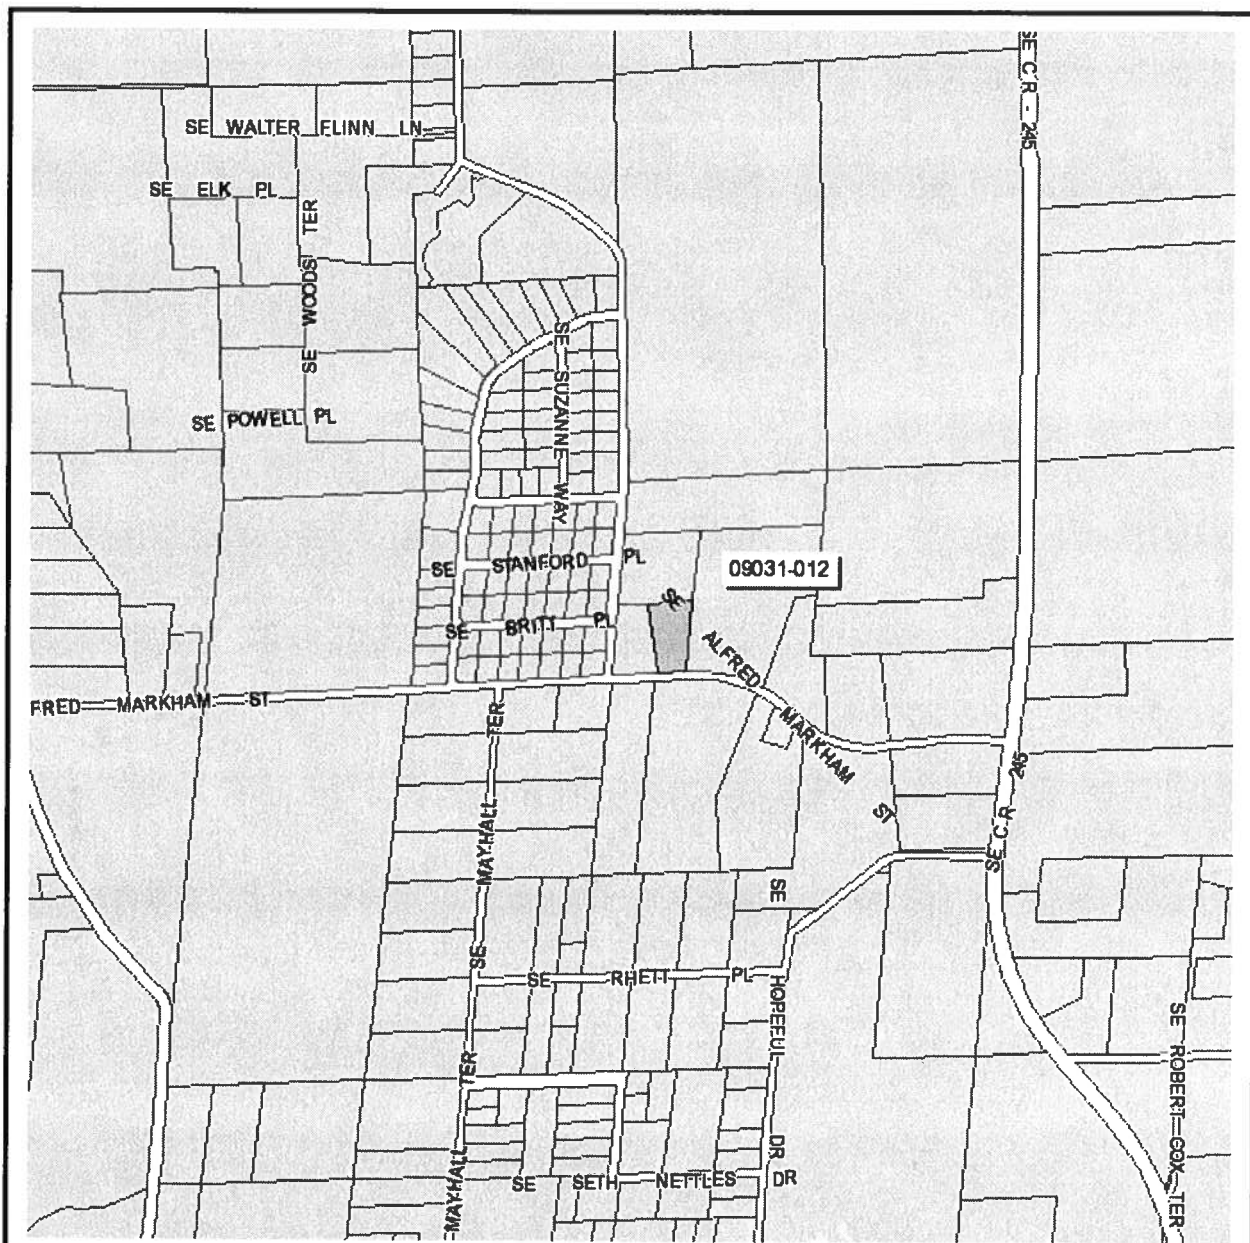 SE C R - 245
SE WALTER FLINN LN
SE ELK PL
SE WOODS TER
SE SUZANNE WAY
SE POWELL PL
SE STANFORD PL
09031-012
SE BRITT PL
SE ALFRED MARKHAM ST
FRED MARKHAM ST
SE MAYHALL TER
SE C R 245
SE RHETT PL
SE HOPEFUL DR
SE ROBERT COX TER
MAYHALL TER
SE SETH NETTLES DR